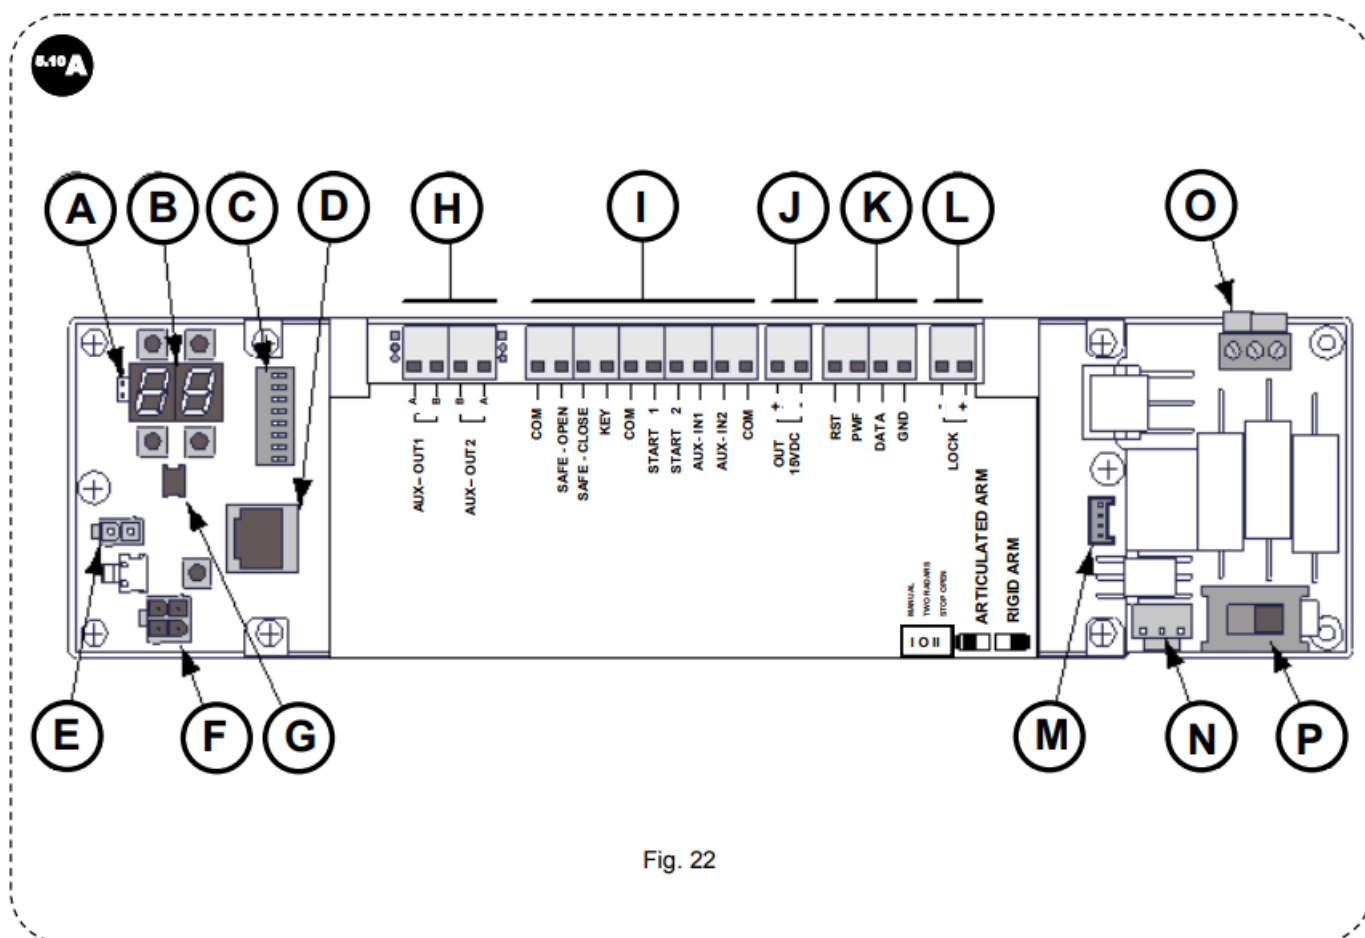 5.10 A
A B C D H I J K L O
A B B A
+ - - +
AUX–OUT1
AUX–OUT2
COM
SAFE - OPEN
SAFE - CLOSE
KEY
COM
START 1
START 2
AUX- IN1
AUX- IN2
COM
OUT
15VDC
RST
PWF
DATA
GND
LOCK
MANUAL
TWO RADARS
STOP OPEN
ARTICULATED ARM
RIGID ARM
88
I O II
E F G M N P
Fig. 22